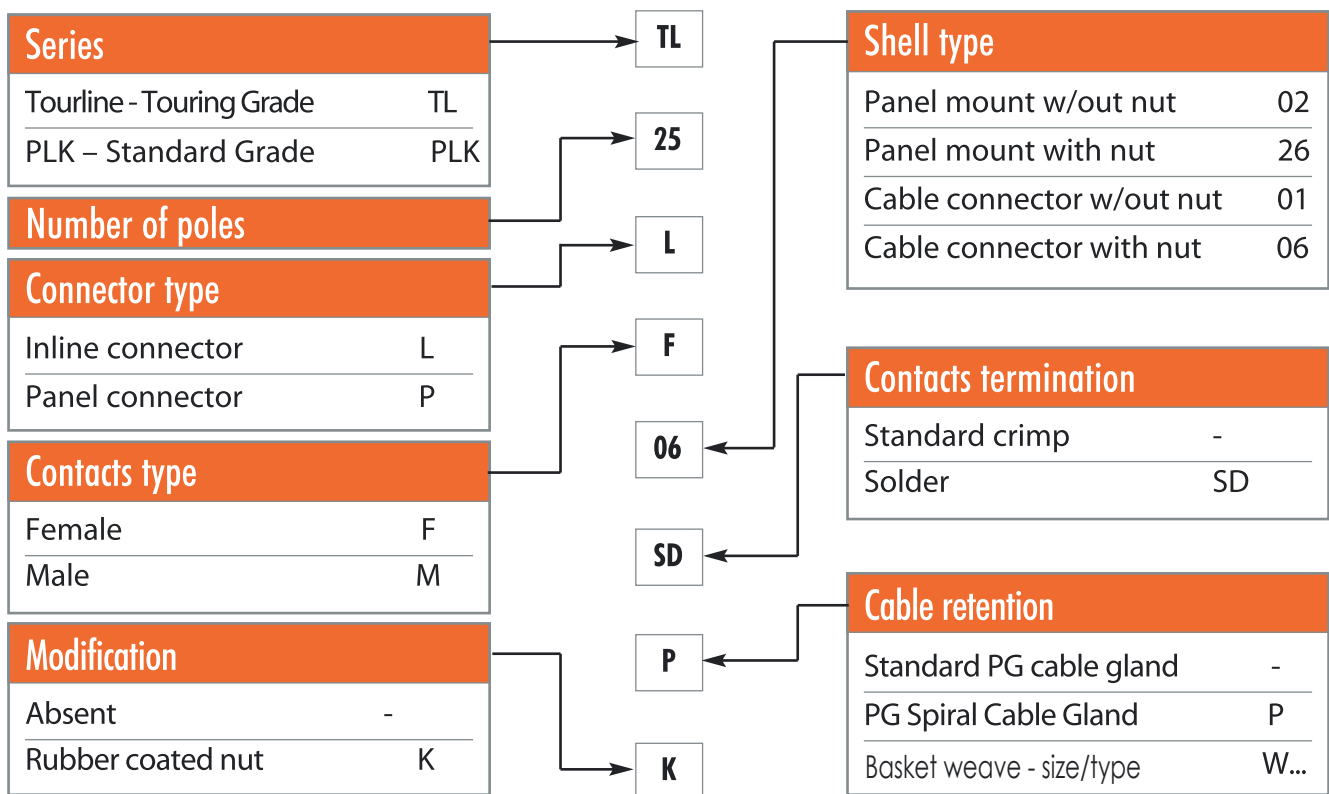 Series
Tourline - Touring Grade TL
PLK – Standard Grade PLK
Number of poles
Connector type
Inline connector L
Panel connector P
Contacts type
Female F
Male M
Modification
Absent -
Rubber coated nut K
TL
25
L
F
06
SD
P
K
Shell type
Panel mount w/out nut 02
Panel mount with nut 26
Cable connector w/out nut 01
Cable connector with nut 06
Contacts termination
Standard crimp -
Solder SD
Cable retention
Standard PG cable gland -
PG Spiral Cable Gland P
Basket weave - size/type W...